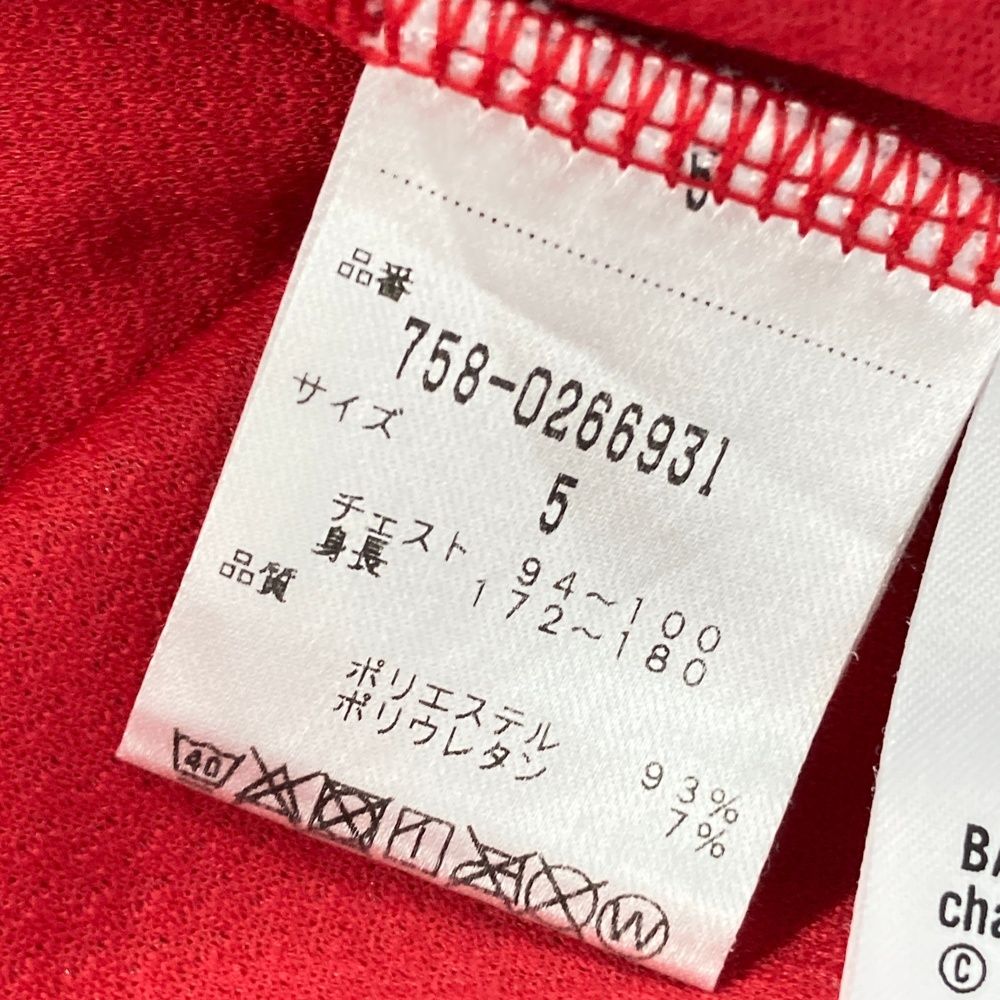 5
品番
758-0266931
サイズ
5
チェスト 94～100
身長 172～180
品質
ポリエステル 93%
ポリウレタン 7%
40
W
BA
cha
©